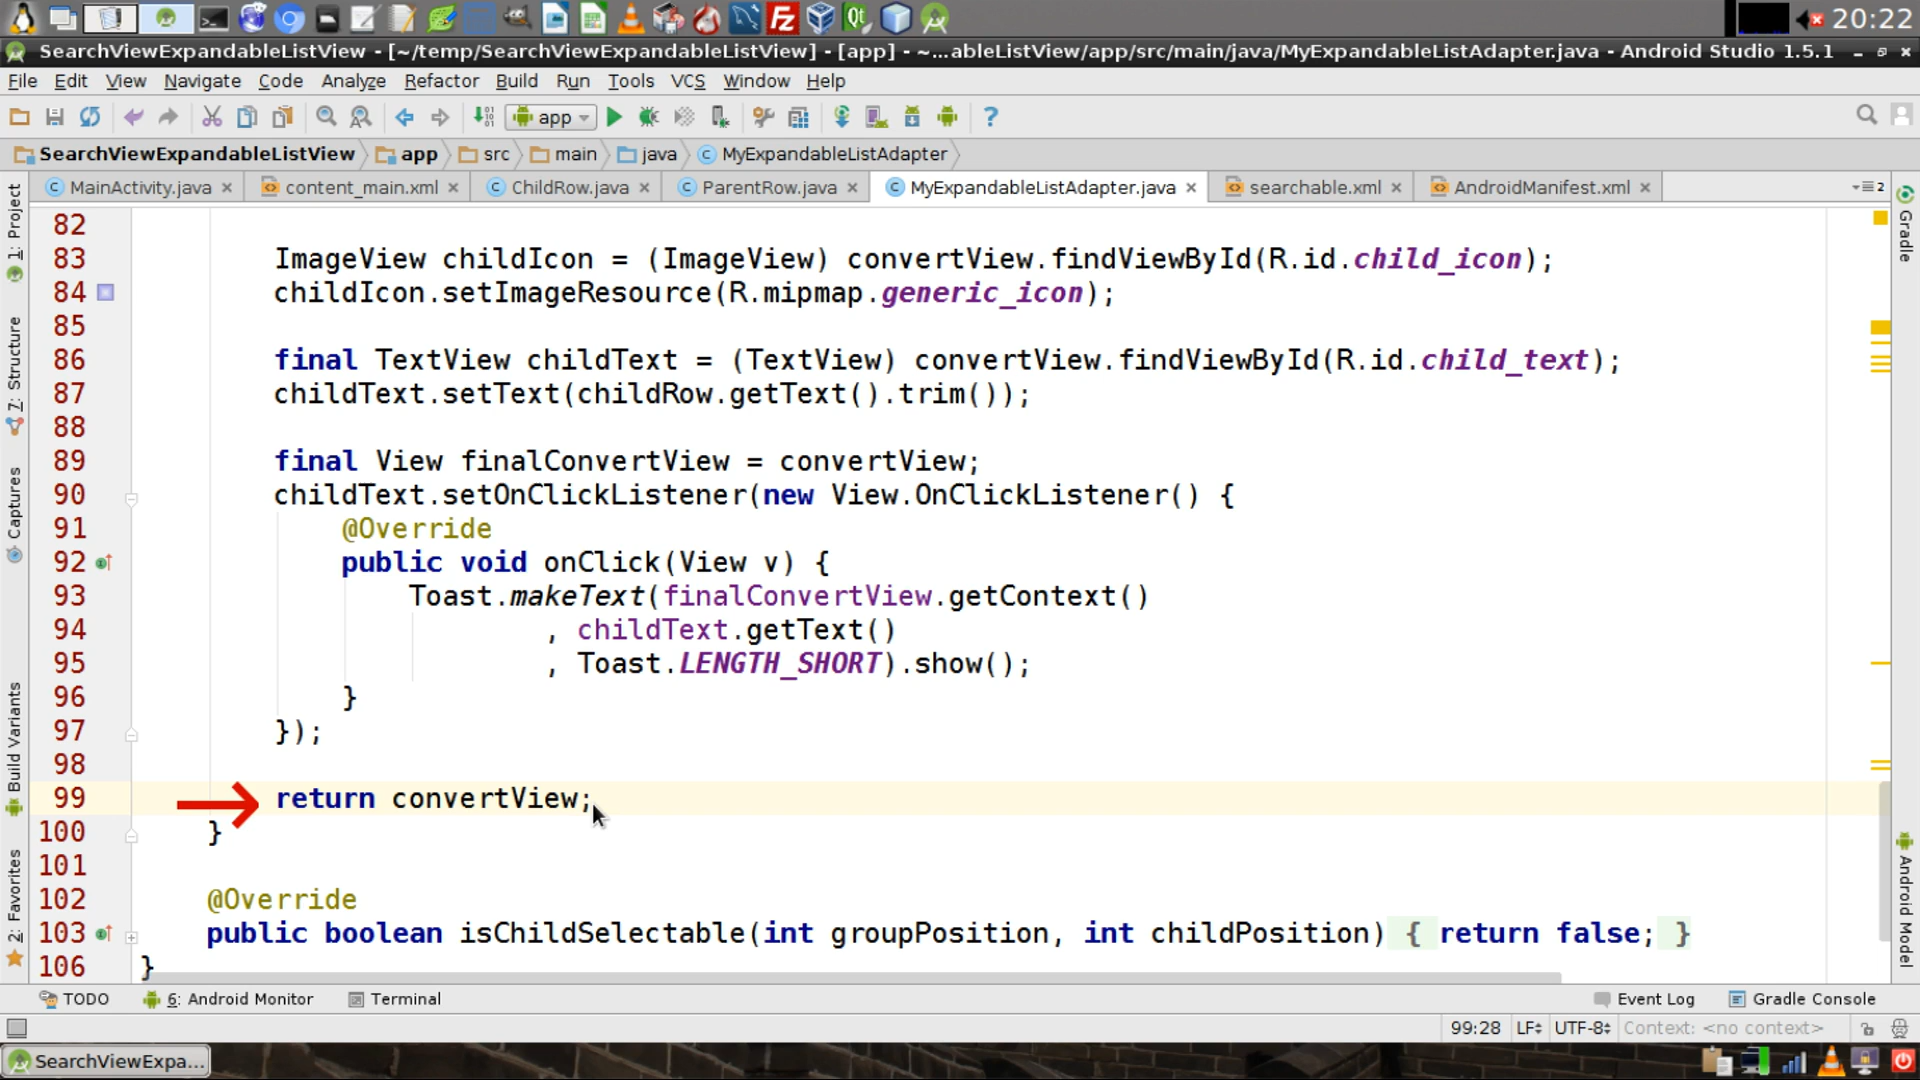 20:22
SearchViewExpandableListView - [~/temp/SearchViewExpandableListView] - [app] - ~...ableListView/app/src/main/java/MyExpandableListAdapter.java - Android Studio 1.5.1
File Edit View Navigate Code Analyze Refactor Build Run Tools VCS Window Help
app
SearchViewExpandableListView app src main java MyExpandableListAdapter
MainActivity.java content_main.xml ChildRow.java ParentRow.java MyExpandableListAdapter.java searchable.xml AndroidManifest.xml 2
1: Project
7: Structure
Captures
Build Variants
2: Favorites
Gradle
Android Model
82
83 ImageView childIcon = (ImageView) convertView.findViewById(R.id.child_icon);
84 childIcon.setImageResource(R.mipmap.generic_icon);
85
86 final TextView childText = (TextView) convertView.findViewById(R.id.child_text);
87 childText.setText(childRow.getText().trim());
88
89 final View finalConvertView = convertView;
90 childText.setOnClickListener(new View.OnClickListener() {
91 @Override
92 public void onClick(View v) {
93 Toast.makeText(finalConvertView.getContext()
94 , childText.getText()
95 , Toast.LENGTH_SHORT).show();
96 }
97 });
98
99 return convertView;
100 }
101
102 @Override
103 public boolean isChildSelectable(int groupPosition, int childPosition) { return false; }
106 }
TODO 6: Android Monitor Terminal Event Log Gradle Console
99:28 LF UTF-8 Context: <no context>
SearchViewExpa...